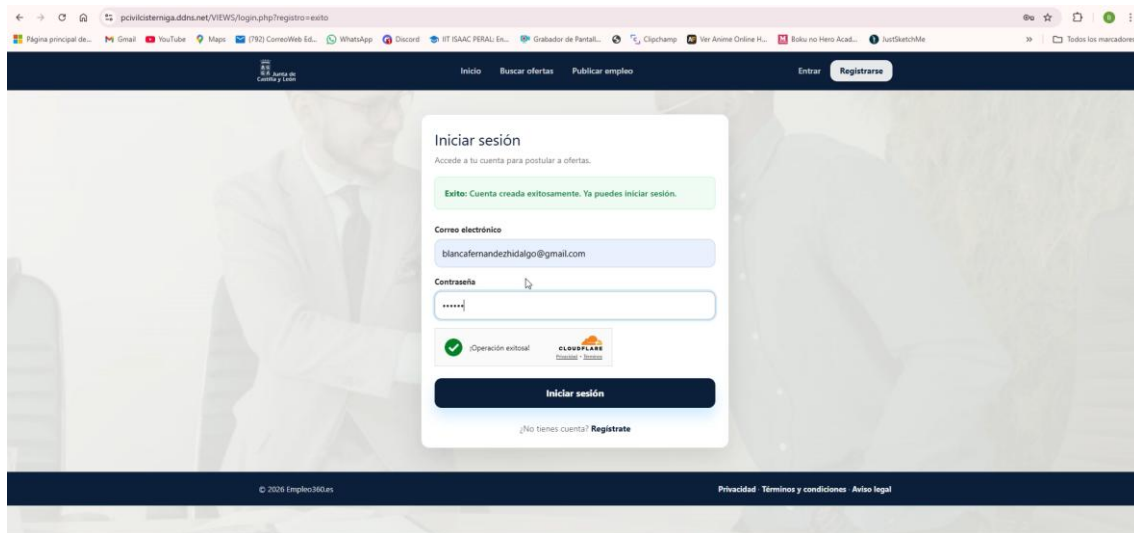 pcivilcisterniga.ddns.net/VIEWS/login.php?registro=exito
Página principal de... Gmail YouTube Maps (792) CorreoWeb Ed... WhatsApp Discord IIT ISAAC PERAL: En... Grabador de Pantall... Clipchamp Ver Anime Online H... Boku no Hero Acad... JustSketchMe » Todos los marcadores
Junta de
Castilla y León
Inicio Buscar ofertas Publicar empleo Entrar Registrarse
Iniciar sesión
Accede a tu cuenta para postular a ofertas.
Exito: Cuenta creada exitosamente. Ya puedes iniciar sesión.
Correo electrónico
blancafernandezhidalgo@gmail.com
Contraseña
••••••
¡Operación exitosa! CLOUDFLARE
Privacidad • Términos
Iniciar sesión
¿No tienes cuenta? Regístrate
© 2026 Empleo360.es Privacidad · Términos y condiciones · Aviso legal